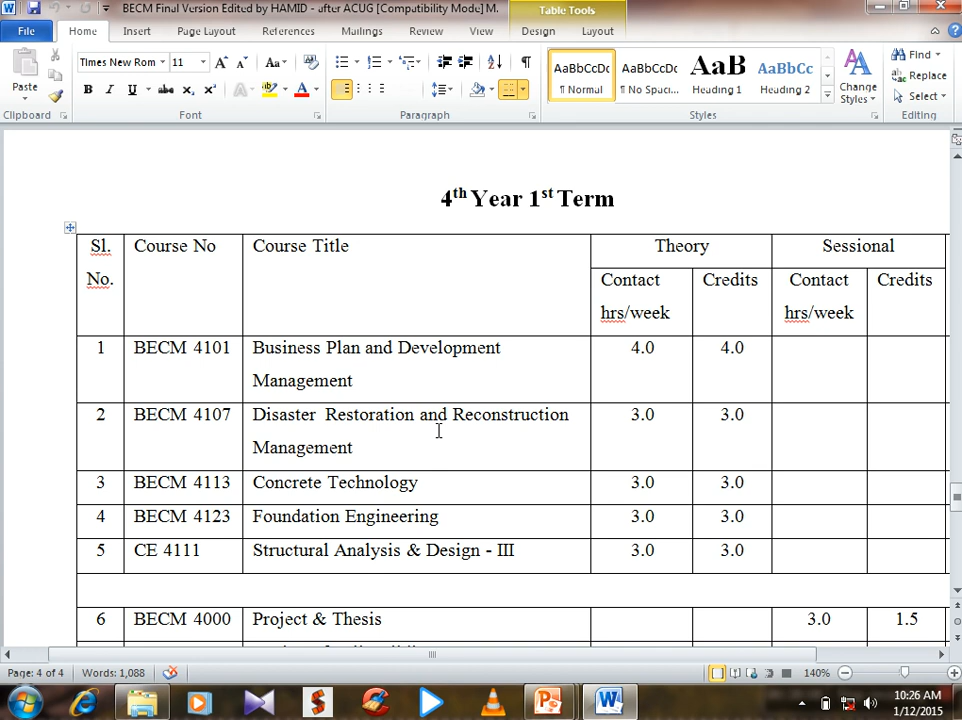 BECM Final Version Edited by HAMID - after ACUG [Compatibility Mode] M.
Table Tools
File Home Insert Page Layout References Mailings Review View Design Layout
Times New Rom 11 Aa
Paste
B I U abc x₂ x² A ab A
AaBbCcDc AaBbCcDc AaB AaBbCc
¶ Normal ¶ No Spaci... Heading 1 Heading 2
Change
Styles
Find
Replace
Select
Clipboard Font Paragraph Styles Editing
4th Year 1st Term
Sl.
No. Course No Course Title Theory Sessional
Contact
hrs/week Credits Contact
hrs/week Credits
1 BECM 4101 Business Plan and Development
Management 4.0 4.0
2 BECM 4107 Disaster Restoration and Reconstruction
Management 3.0 3.0
3 BECM 4113 Concrete Technology 3.0 3.0
4 BECM 4123 Foundation Engineering 3.0 3.0
5 CE 4111 Structural Analysis & Design - III 3.0 3.0
6 BECM 4000 Project & Thesis 3.0 1.5
Page: 4 of 4 Words: 1,088 140%
10:26 AM
1/12/2015